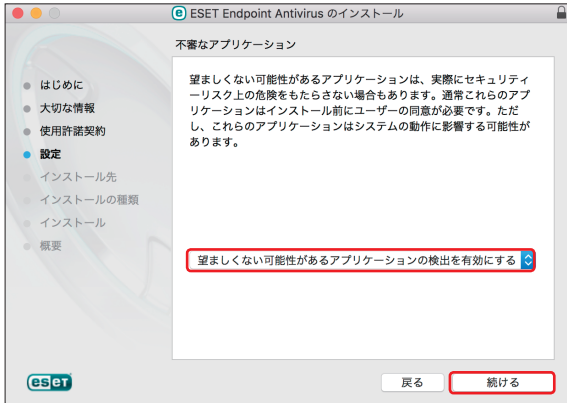 ESET Endpoint Antivirus のインストール
不審なアプリケーション
はじめに
大切な情報
使用許諾契約
設定
インストール先
インストールの種類
インストール
概要
望ましくない可能性があるアプリケーションは、実際にセキュリティ
ーリスク上の危険をもたらさない場合もあります。通常これらのアプ
リケーションはインストール前にユーザーの同意が必要です。ただ
し、これらのアプリケーションはシステムの動作に影響する可能性が
あります。
望ましくない可能性があるアプリケーションの検出を有効にする
eset
戻る
続ける